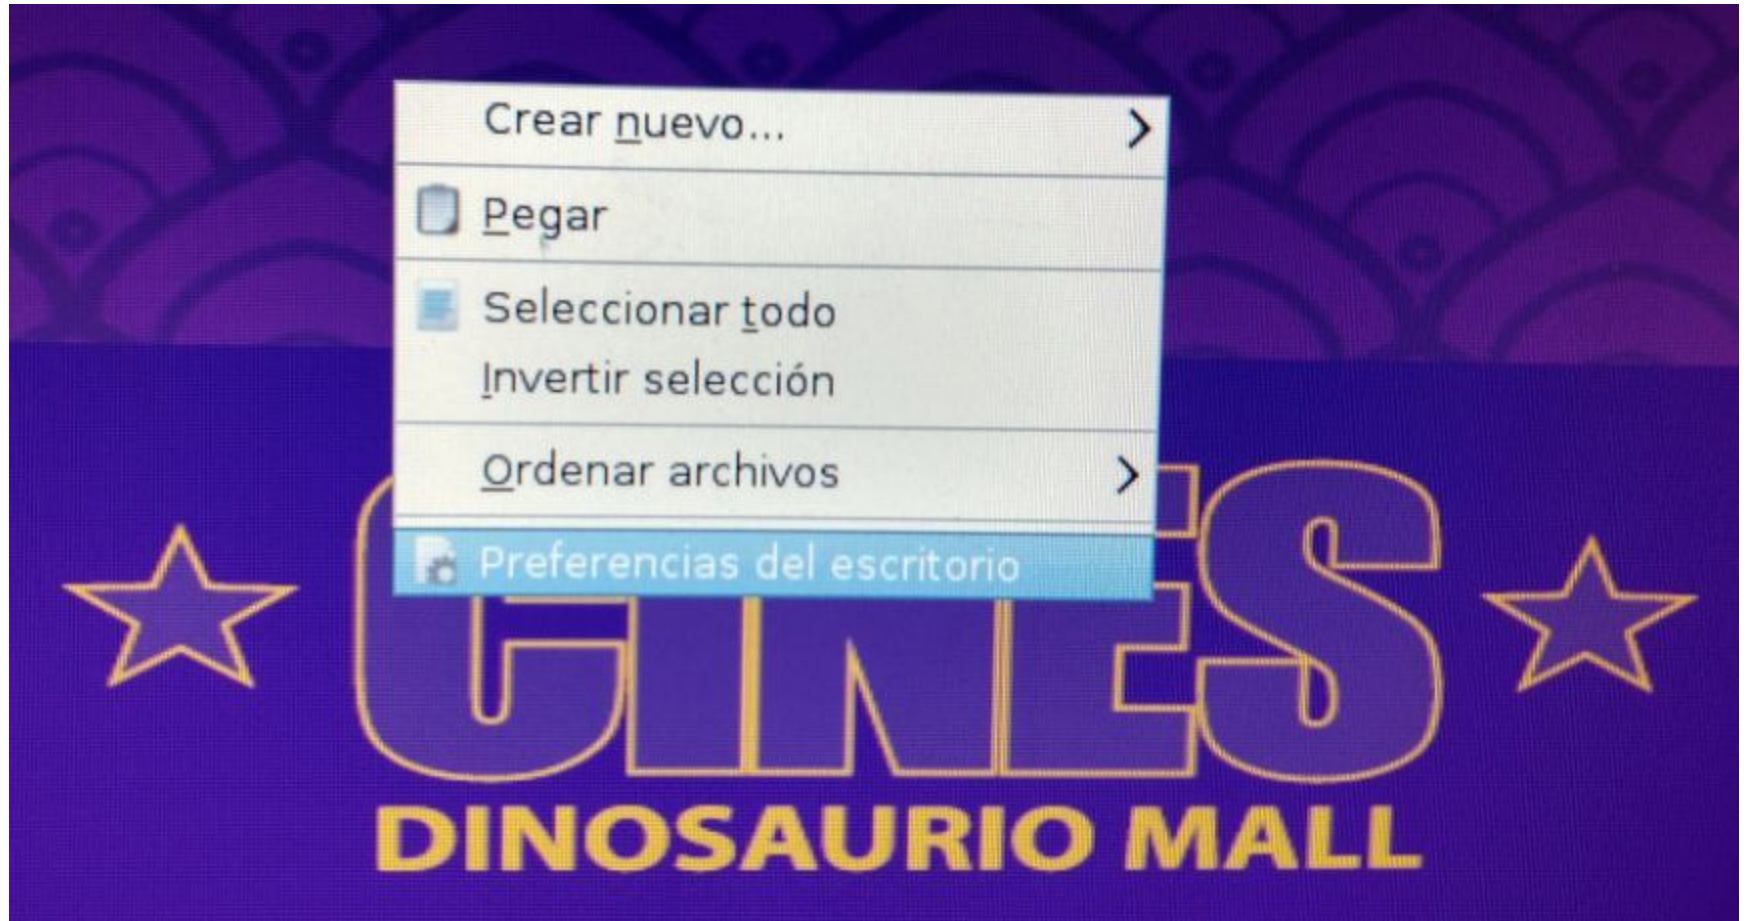 Crear nuevo...
Pegar
Seleccionar todo
Invertir selección
Ordenar archivos
Preferencias del escritorio
CINES
DINOSAURIO MALL